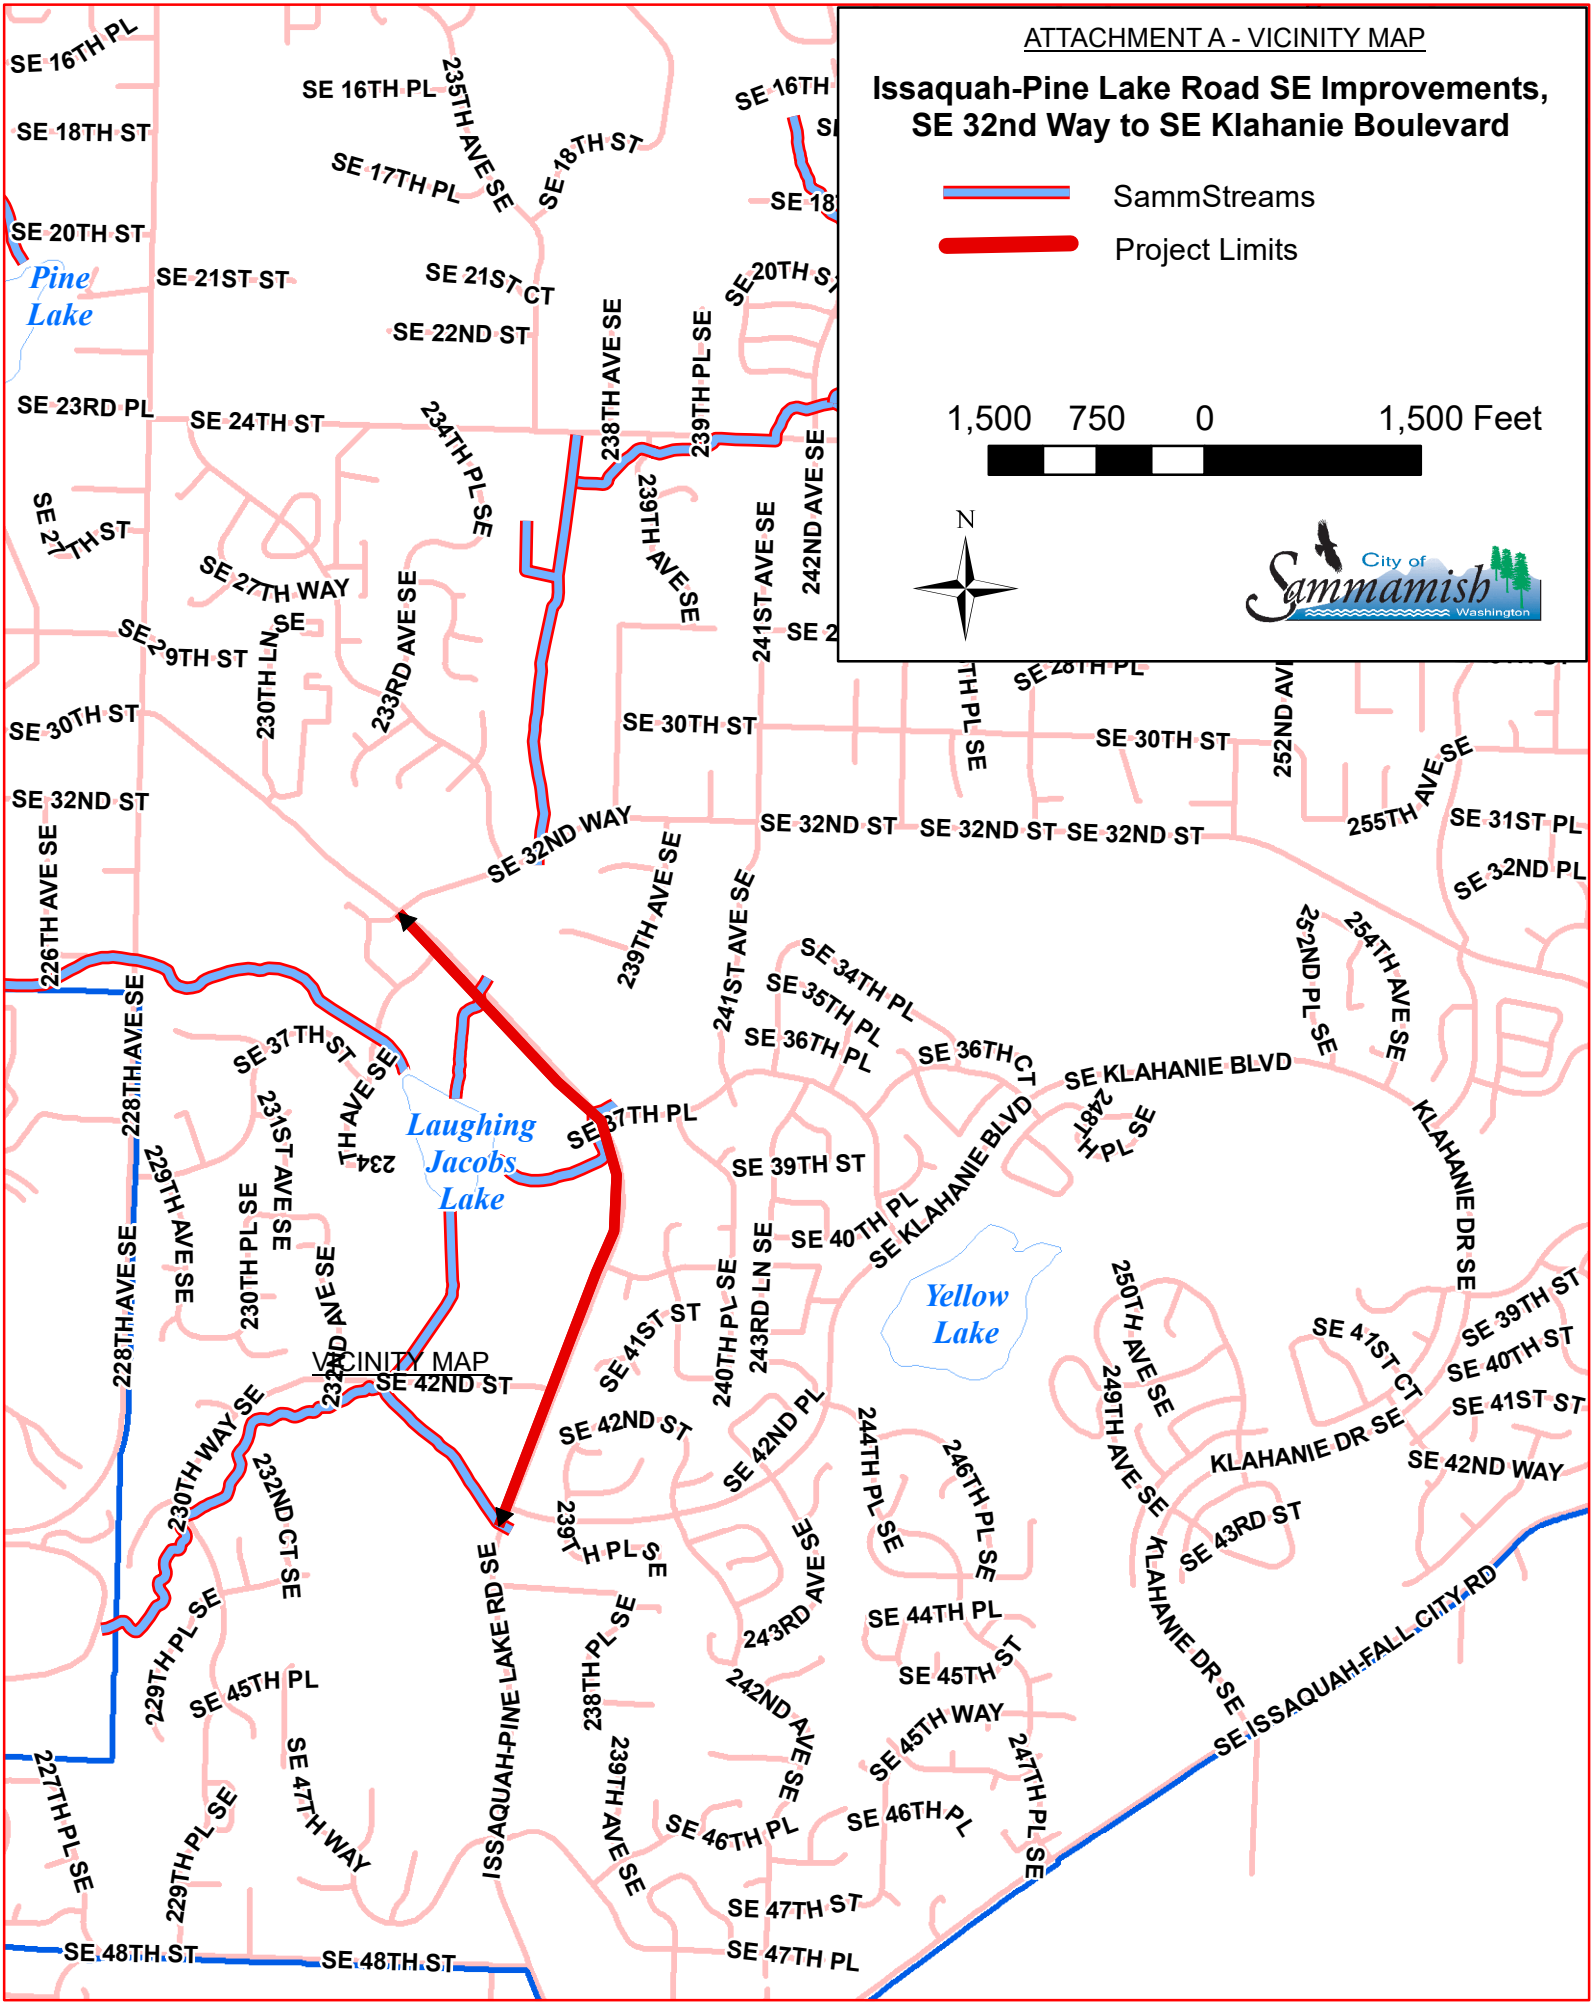 ATTACHMENT A - VICINITY MAP
Issaquah-Pine Lake Road SE Improvements,
SE 32nd Way to SE Klahanie Boulevard
SammStreams
Project Limits
1,500 750 0 1,500 Feet
N
City of
Sammamish
Washington
SE 16TH PL
SE 16TH PL
235TH AVE SE
SE 16TH
SE 18TH ST
SE 17TH PL
SE 18TH ST
SE 18
SE 20TH ST
Pine
Lake
SE 21ST ST
SE 21ST CT
SE 20TH ST
SE 22ND ST
238TH AVE SE
239TH PL SE
SE 23RD PL
SE 24TH ST
234TH PL SE
SE 27TH ST
239TH AVE SE
241ST AVE SE
242ND AVE SE
SE 27TH WAY
SE
230TH LN
233RD AVE SE
SE 29TH ST
SE 2
SE 28TH PL
TH PL SE
252ND AVE
SE 30TH ST
SE 30TH ST
SE 30TH ST
255TH AVE SE
SE 32ND ST
226TH AVE SE
SE 32ND WAY
SE 32ND ST
SE 32ND ST
SE 32ND ST
SE 31ST PL
SE 32ND PL
239TH AVE SE
241ST AVE SE
SE 34TH PL
SE 35TH PL
SE 36TH PL
SE 36TH CT
252ND PL SE
254TH AVE SE
228TH AVE SE
SE 37TH ST
234TH AVE SE
231ST AVE SE
Laughing
Jacobs
Lake
SE 37TH PL
SE KLAHANIE BLVD
248TH PL SE
SE KLAHANIE BLVD
KLAHANIE DR SE
229TH AVE SE
230TH PL SE
SE 39TH ST
SE 40TH PL
228TH AVE SE
232ND AVE SE
240TH PL SE
243RD LN SE
Yellow
Lake
250TH AVE SE
SE 39TH ST
SE 41ST ST
SE 41ST CT
SE 40TH ST
VICINITY MAP
SE 42ND ST
SE 41ST ST
249TH AVE SE
230TH WAY SE
SE 42ND ST
SE 42ND PL
244TH PL SE
246TH PL SE
KLAHANIE DR SE
SE 42ND WAY
232ND CT SE
239TH PL SE
243RD AVE SE
SE 43RD ST
KLAHANIE DR SE
229TH PL SE
ISSAQUAH-PINE LAKE RD SE
238TH PL SE
SE 44TH PL
SE ISSAQUAH-FALL CITY RD
SE 45TH PL
242ND AVE SE
SE 45TH ST
SE 45TH WAY
227TH PL SE
SE 47TH WAY
239TH AVE SE
247TH PL SE
229TH PL SE
SE 46TH PL
SE 46TH PL
SE 47TH ST
SE 48TH ST
SE 48TH ST
SE 47TH PL